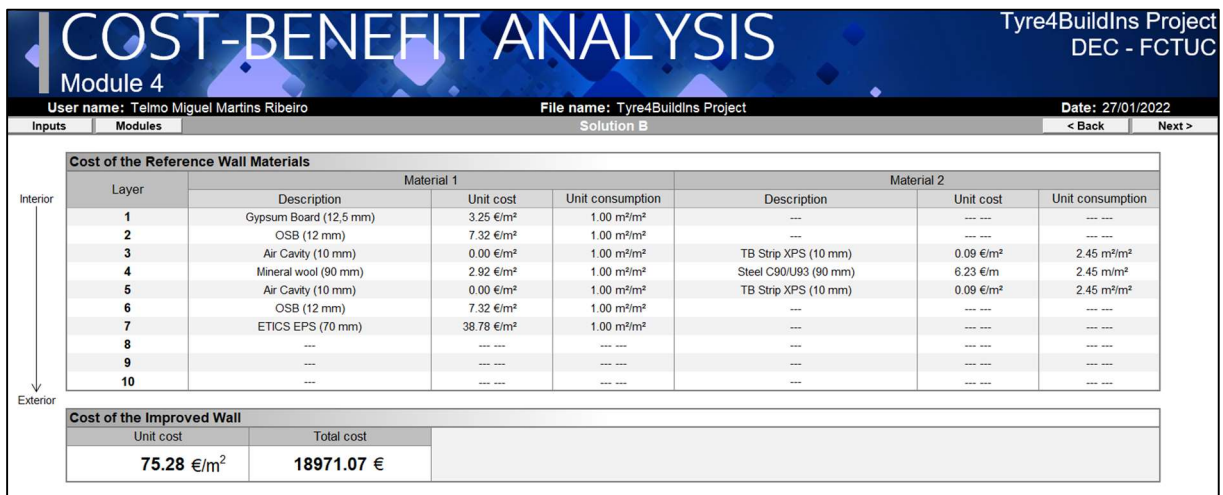 COST-BENEFIT ANALYSIS
Tyre4BuildIns Project
DEC - FCTUC
Module 4
User name: Telmo Miguel Martins Ribeiro File name: Tyre4BuildIns Project Date: 27/01/2022
Inputs Modules Solution B < Back Next >
Cost of the Reference Wall Materials
Layer Material 1 Material 2
Interior Description Unit cost Unit consumption Description Unit cost Unit consumption
1 Gypsum Board (12,5 mm) 3.25 €/m² 1.00 m²/m² --- --- --- --- ---
2 OSB (12 mm) 7.32 €/m² 1.00 m²/m² --- --- --- --- ---
3 Air Cavity (10 mm) 0.00 €/m² 1.00 m²/m² TB Strip XPS (10 mm) 0.09 €/m² 2.45 m²/m²
4 Mineral wool (90 mm) 2.92 €/m² 1.00 m²/m² Steel C90/U93 (90 mm) 6.23 €/m 2.45 m/m²
5 Air Cavity (10 mm) 0.00 €/m² 1.00 m²/m² TB Strip XPS (10 mm) 0.09 €/m² 2.45 m²/m²
6 OSB (12 mm) 7.32 €/m² 1.00 m²/m² --- --- --- --- ---
7 ETICS EPS (70 mm) 38.78 €/m² 1.00 m²/m² --- --- --- --- ---
8 --- --- --- --- --- --- --- --- --- ---
9 --- --- --- --- --- --- --- --- --- ---
10 --- --- --- --- --- --- --- --- --- ---
Exterior
Cost of the Improved Wall
Unit cost Total cost
75.28 €/m² 18971.07 €